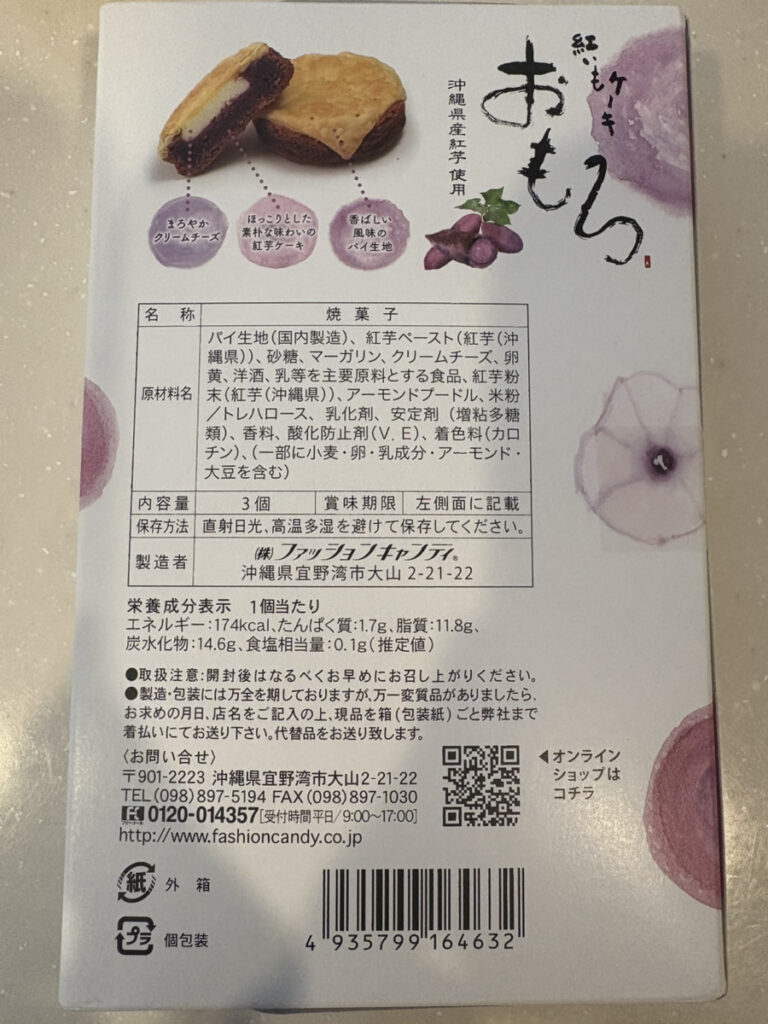 紅いもケーキ
おもろ
沖縄県産紅芋使用
まろやか
クリームチーズ
ほっこりとした
素朴な味わいの
紅芋ケーキ
香ばしい
風味の
パイ生地
名　称　焼菓子
原材料名
パイ生地(国内製造)、紅芋ペースト(紅芋(沖
縄県))、砂糖、マーガリン、クリームチーズ、卵
黄、洋酒、乳等を主要原料とする食品、紅芋粉
末(紅芋(沖縄県))、アーモンドプードル、米粉
／トレハロース、乳化剤、安定剤(増粘多糖
類)、香料、酸化防止剤(V.E)、着色料(カロ
チン)、(一部に小麦・卵・乳成分・アーモンド・
大豆を含む)
内容量　3個　賞味期限　左側面に記載
保存方法　直射日光、高温多湿を避けて保存してください。
製造者
(株)ファッションキャンディ®
沖縄県宜野湾市大山 2-21-22
栄養成分表示　1個当たり
エネルギー:174kcal、たんぱく質:1.7g、脂質:11.8g、
炭水化物:14.6g、食塩相当量:0.1g(推定値)
●取扱注意:開封後はなるべくお早めにお召し上がりください。
●製造・包装には万全を期しておりますが、万一変質品がありましたら、
お求めの月日、店名をご記入の上、現品を箱(包装紙)ごと弊社まで
着払いにてお送り下さい。代替品をお送り致します。
〈お問い合せ〉
〒901-2223 沖縄県宜野湾市大山2-21-22
TEL(098)897-5194 FAX(098)897-1030
0120-014357[受付時間平日/9:00〜17:00]
http://www.fashioncandy.co.jp
◀オンライン
ショップは
コチラ
紙 外箱
プラ 個包装
4 935799 164632